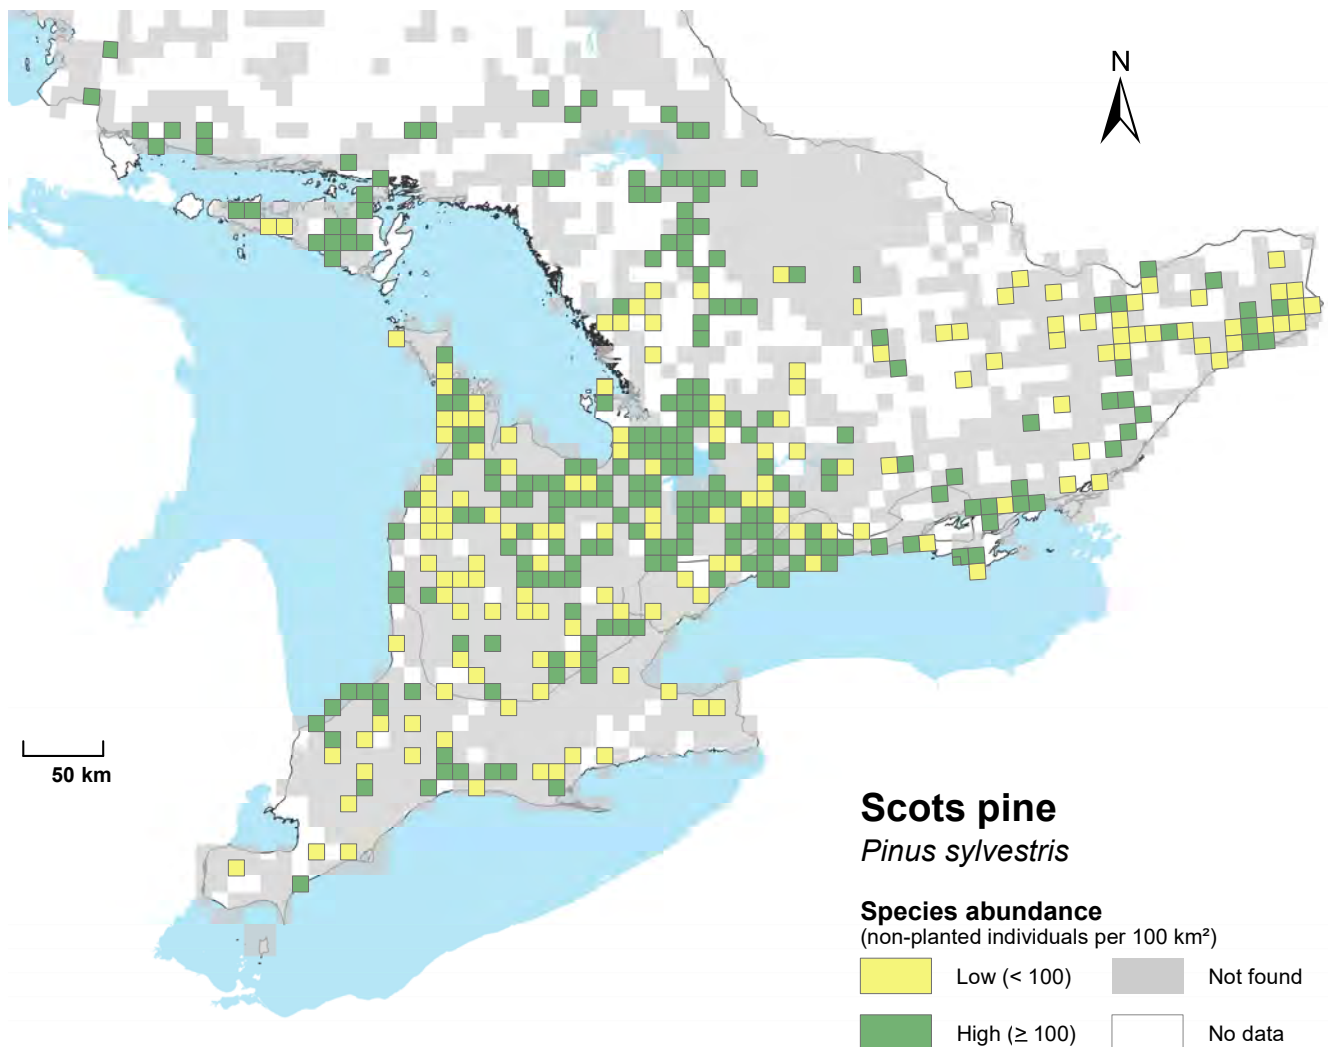 N
50 km
Scots pine
Pinus sylvestris
Species abundance
(non-planted individuals per 100 km²)
Low (< 100)
Not found
High (≥ 100)
No data